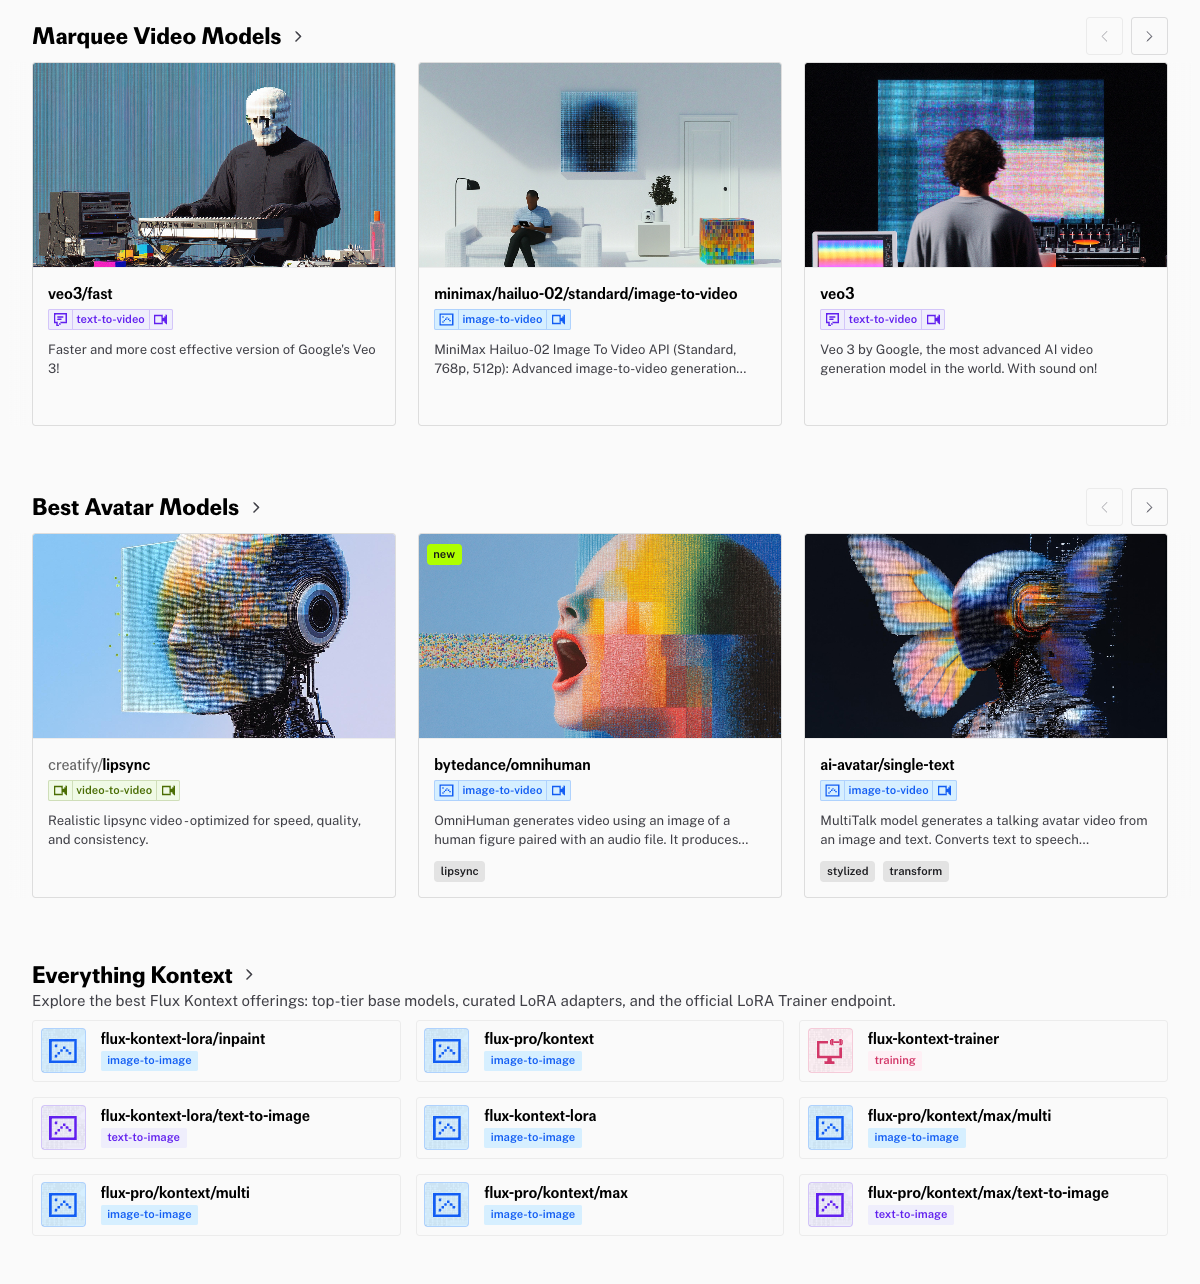 Marquee Video Models
veo3/fast
text-to-video
Faster and more cost effective version of Google's Veo
3!
minimax/hailuo-02/standard/image-to-video
image-to-video
MiniMax Hailuo-02 Image To Video API (Standard,
768p, 512p): Advanced image-to-video generation...
veo3
text-to-video
Veo 3 by Google, the most advanced AI video
generation model in the world. With sound on!
Best Avatar Models
creatify/lipsync
video-to-video
Realistic lipsync video - optimized for speed, quality,
and consistency.
new
bytedance/omnihuman
image-to-video
OmniHuman generates video using an image of a
human figure paired with an audio file. It produces...
lipsync
ai-avatar/single-text
image-to-video
MultiTalk model generates a talking avatar video from
an image and text. Converts text to speech...
stylized transform
Everything Kontext
Explore the best Flux Kontext offerings: top-tier base models, curated LoRA adapters, and the official LoRA Trainer endpoint.
flux-kontext-lora/inpaint
image-to-image
flux-pro/kontext
image-to-image
flux-kontext-trainer
training
flux-kontext-lora/text-to-image
text-to-image
flux-kontext-lora
image-to-image
flux-pro/kontext/max/multi
image-to-image
flux-pro/kontext/multi
image-to-image
flux-pro/kontext/max
image-to-image
flux-pro/kontext/max/text-to-image
text-to-image